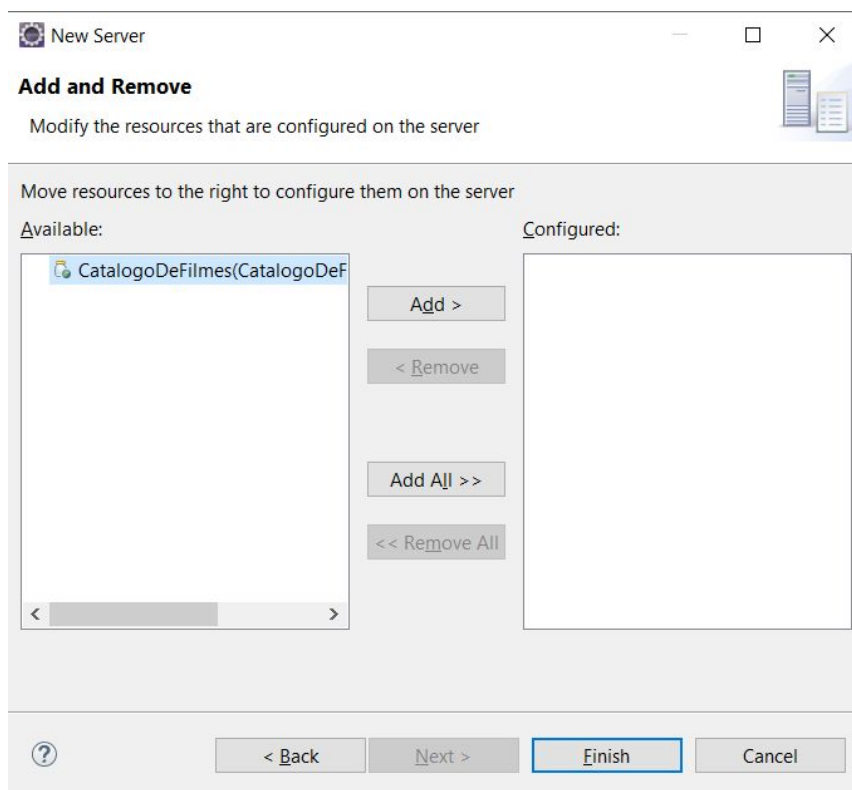 New Server
Add and Remove
Modify the resources that are configured on the server
Move resources to the right to configure them on the server
Available:
Configured:
CatalogoDeFilmes(CatalogoDeF
Add >
< Remove
Add All >>
<< Remove All
< Back
Next >
Finish
Cancel